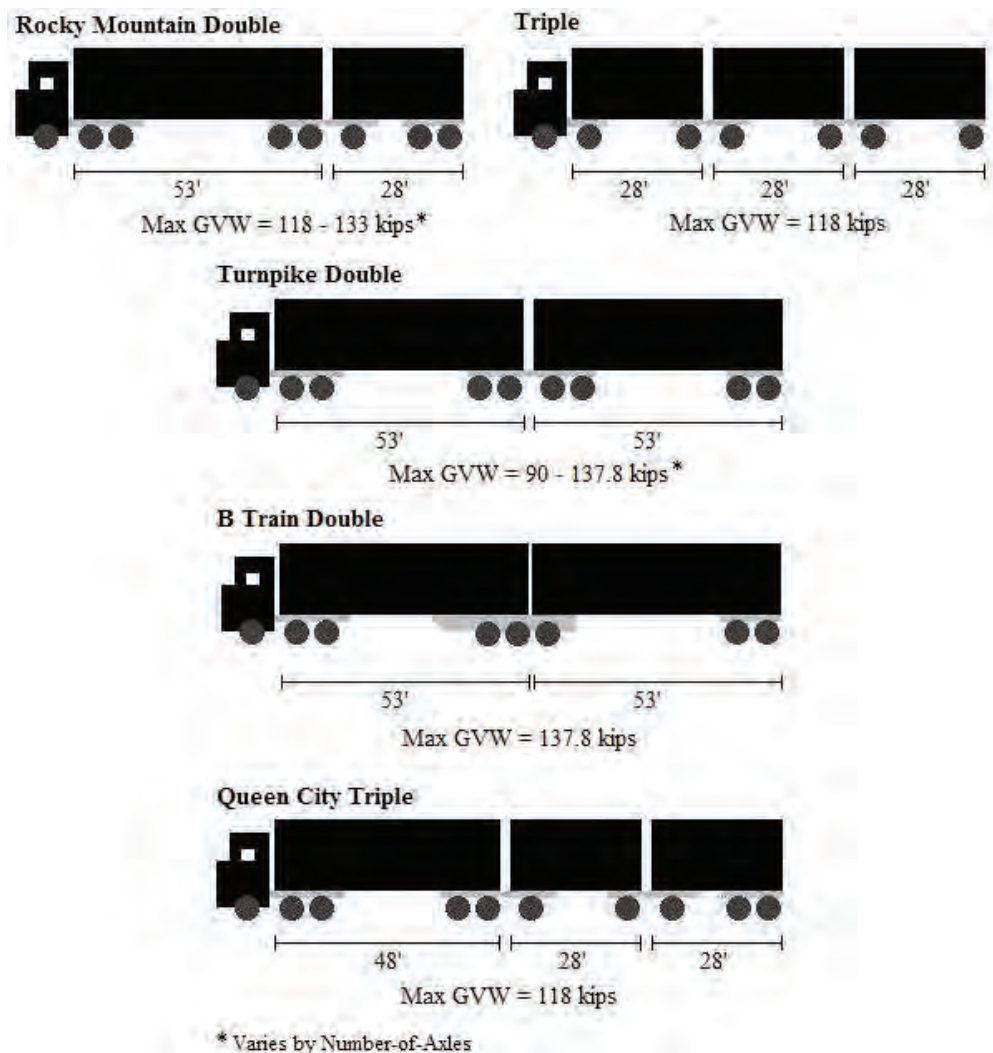 Rocky Mountain Double
53'
28'
Max GVW = 118 - 133 kips*
Triple
28'
28'
28'
Max GVW = 118 kips
Turnpike Double
53'
53'
Max GVW = 90 - 137.8 kips*
B Train Double
53'
53'
Max GVW = 137.8 kips
Queen City Triple
48'
28'
28'
Max GVW = 118 kips
* Varies by Number-of-Axles